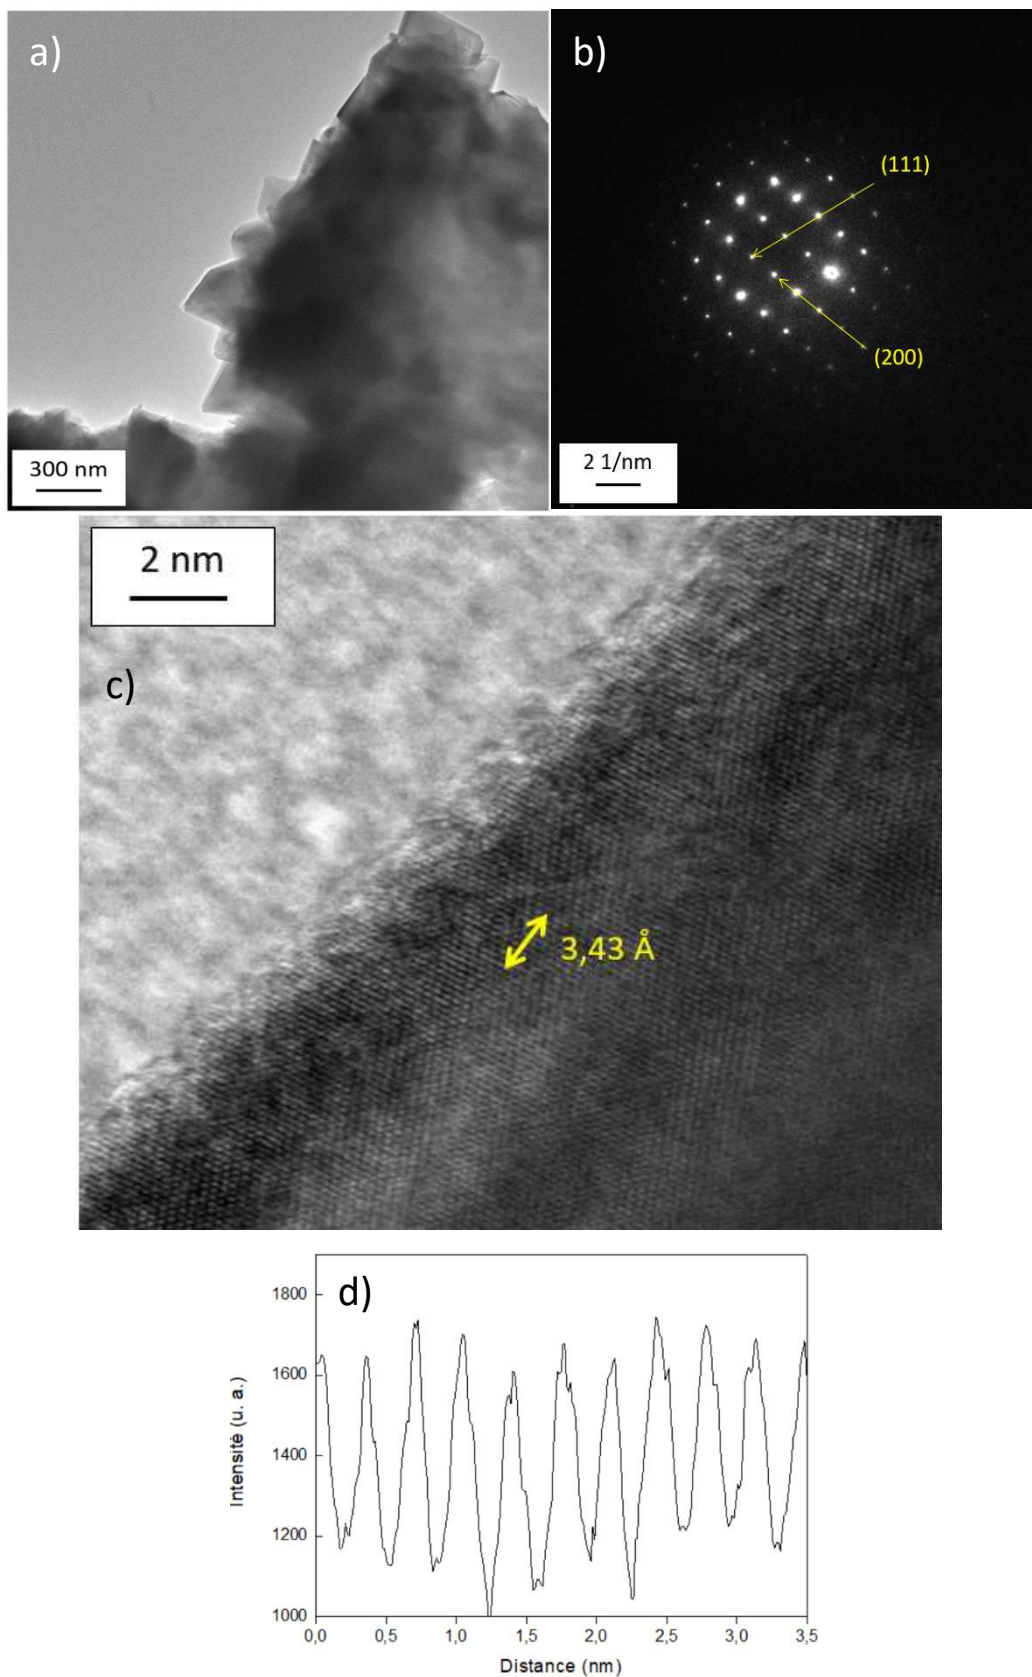 a)
300 nm
b)
(111)
(200)
2 1/nm
2 nm
c)
3,43 Å
d)
1800
1600
1400
1200
1000
Intensité (u. a.)
0,0 0,5 1,0 1,5 2,0 2,5 3,0 3,5
Distance (nm)